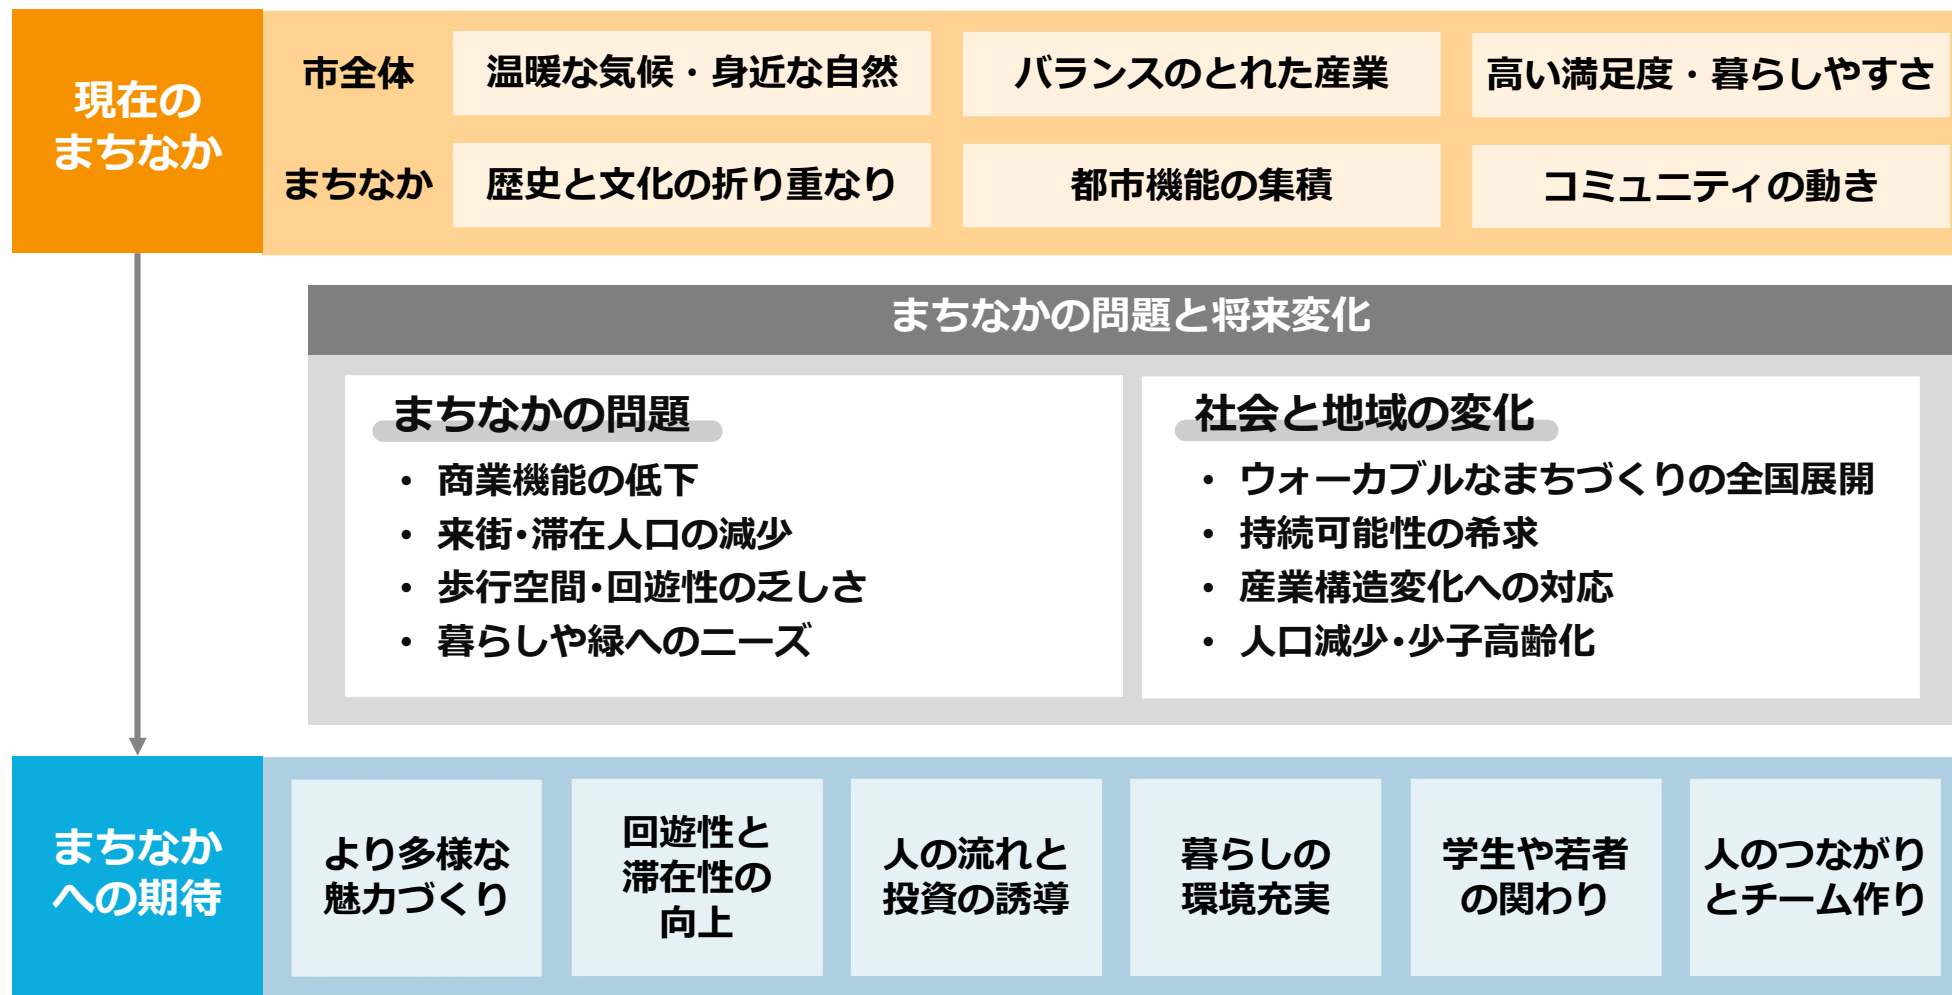 現在の
まちなか
市全体
温暖な気候・身近な自然
バランスのとれた産業
高い満足度・暮らしやすさ
まちなか
歴史と文化の折り重なり
都市機能の集積
コミュニティの動き
まちなかの問題と将来変化
まちなかの問題
・ 商業機能の低下
・ 来街・滞在人口の減少
・ 歩行空間・回遊性の乏しさ
・ 暮らしや緑へのニーズ
社会と地域の変化
・ ウォーカブルなまちづくりの全国展開
・ 持続可能性の希求
・ 産業構造変化への対応
・ 人口減少・少子高齢化
まちなか
への期待
より多様な
魅力づくり
回遊性と
滞在性の
向上
人の流れと
投資の誘導
暮らしの
環境充実
学生や若者
の関わり
人のつながり
とチーム作り